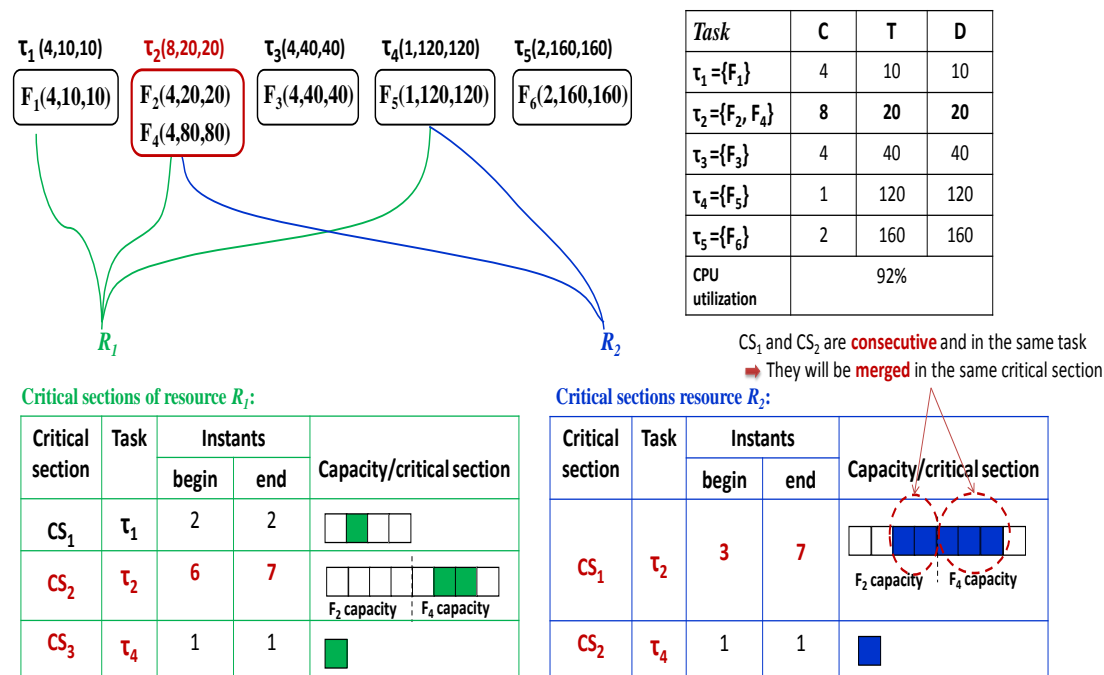 τ1 (4,10,10) τ2(8,20,20) τ3(4,40,40) τ4(1,120,120) τ5(2,160,160)
F1(4,10,10) F2(4,20,20) F3(4,40,40) F5(1,120,120) F6(2,160,160)
F4(4,80,80)
R1 R2
Task C T D
τ1 ={F1} 4 10 10
τ2 ={F2, F4} 8 20 20
τ3 ={F3} 4 40 40
τ4 ={F5} 1 120 120
τ5 ={F6} 2 160 160
CPU
utilization 92%
CS1 and CS2 are consecutive and in the same task
They will be merged in the same critical section
Critical sections of resource R1:
Critical
section Task Instants Capacity/critical section
begin end
CS1 τ1 2 2
CS2 τ2 6 7
F2 capacity F4 capacity
CS3 τ4 1 1
Critical sections resource R2:
Critical
section Task Instants Capacity/critical section
begin end
CS1 τ2 3 7
F2 capacity F4 capacity
CS2 τ4 1 1